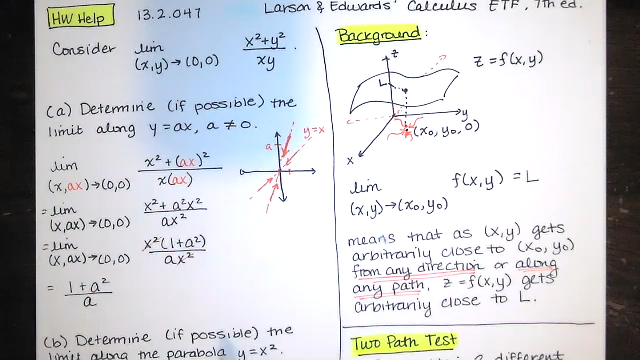 HW Help
13.2.047
Larson & Edwards' Calculus ETF, 7th ed.
Consider lim (x,y)→(0,0) x²+y² / xy
(a) Determine (if possible) the
limit along y=ax, a ≠ 0.
a
y=x
lim (x,ax)→(0,0) x²+(ax)² / x(ax)
= lim (x,ax)→(0,0) x²+a²x² / ax²
= lim (x,ax)→(0,0) x²(1+a²) / ax²
= 1+a² / a
(b) Determine (if possible) the
limit along the parabola y=x².
Background:
z
z=f(x,y)
L
y
(x₀, y₀, 0)
x
lim (x,y)→(x₀,y₀) f(x,y) = L
means that as (x,y) gets
arbitrarily close to (x₀,y₀)
from any direction or along
any path, z=f(x,y) gets
arbitrarily close to L.
Two Path Test
different